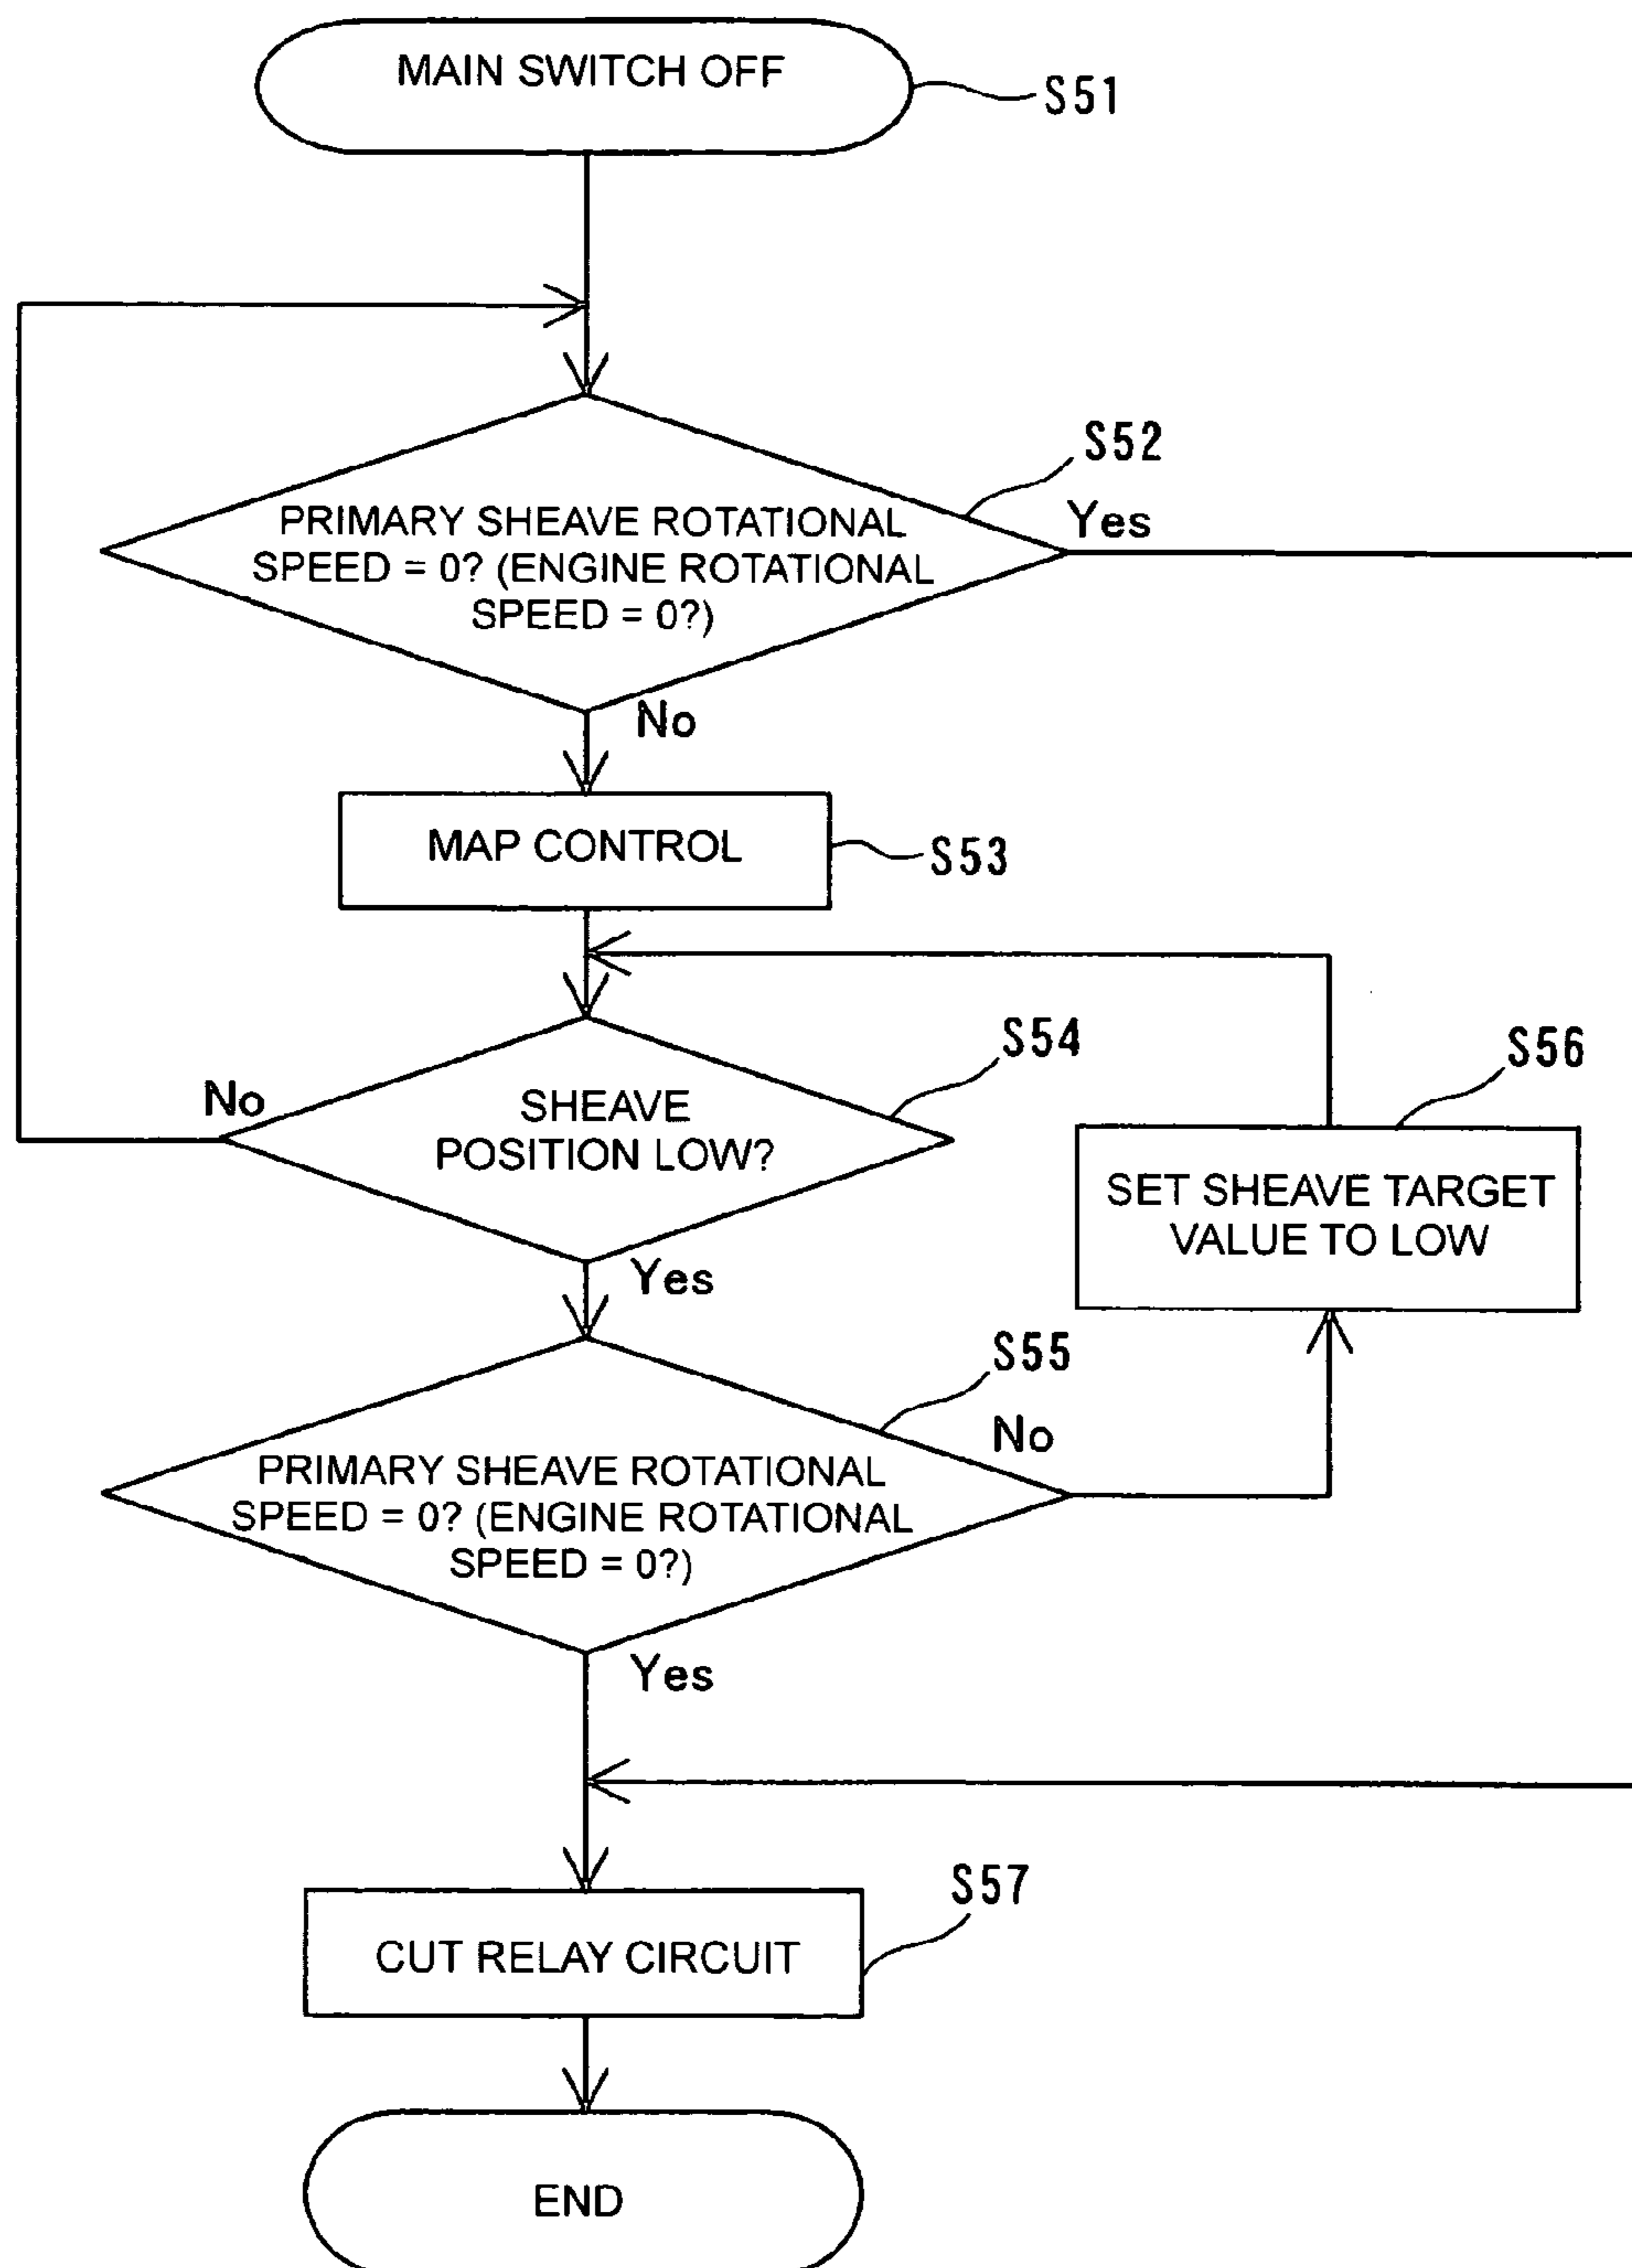 MAIN SWITCH OFF
S51
S52
PRIMARY SHEAVE ROTATIONAL
SPEED = 0? (ENGINE ROTATIONAL
SPEED = 0?)
Yes
No
MAP CONTROL
S53
S54
SHEAVE
POSITION LOW?
No
Yes
S56
SET SHEAVE TARGET
VALUE TO LOW
S55
PRIMARY SHEAVE ROTATIONAL
SPEED = 0? (ENGINE ROTATIONAL
SPEED = 0?)
No
Yes
S57
CUT RELAY CIRCUIT
END